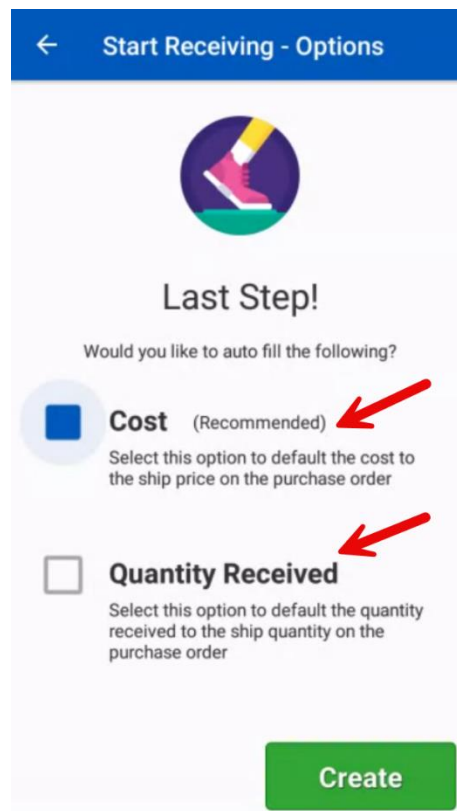 Start Receiving - Options
Last Step!
Would you like to auto fill the following?
Cost (Recommended)
Select this option to default the cost to
the ship price on the purchase order
Quantity Received
Select this option to default the quantity
received to the ship quantity on the
purchase order
Create